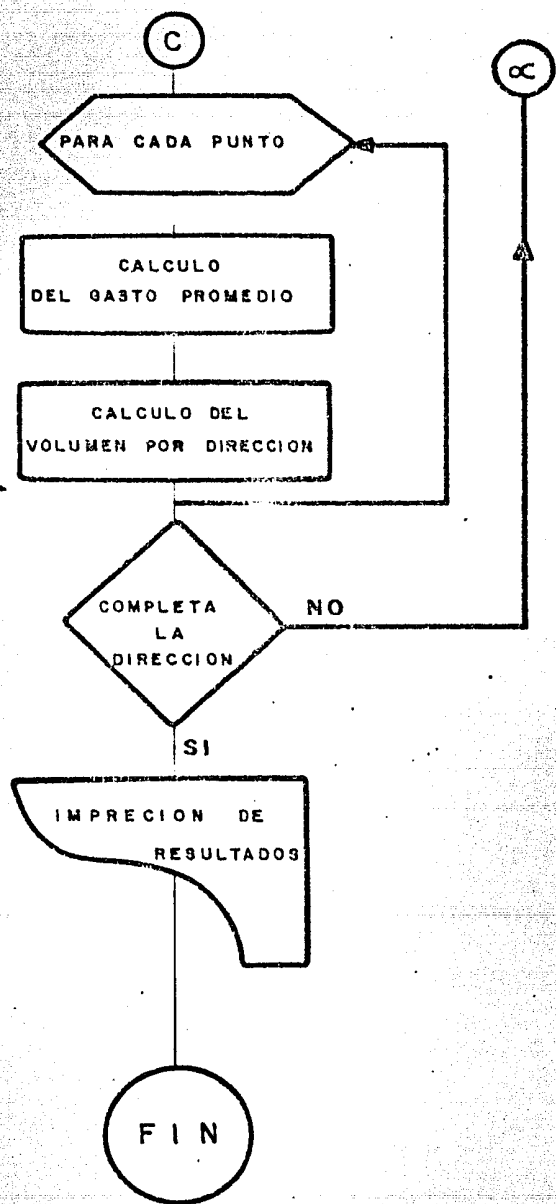 C
∝
PARA CADA PUNTO
CALCULO
DEL GASTO PROMEDIO
CALCULO DEL
VOLUMEN POR DIRECCION
COMPLETA
LA
DIRECCION
NO
SI
IMPRECION DE
RESULTADOS
FIN